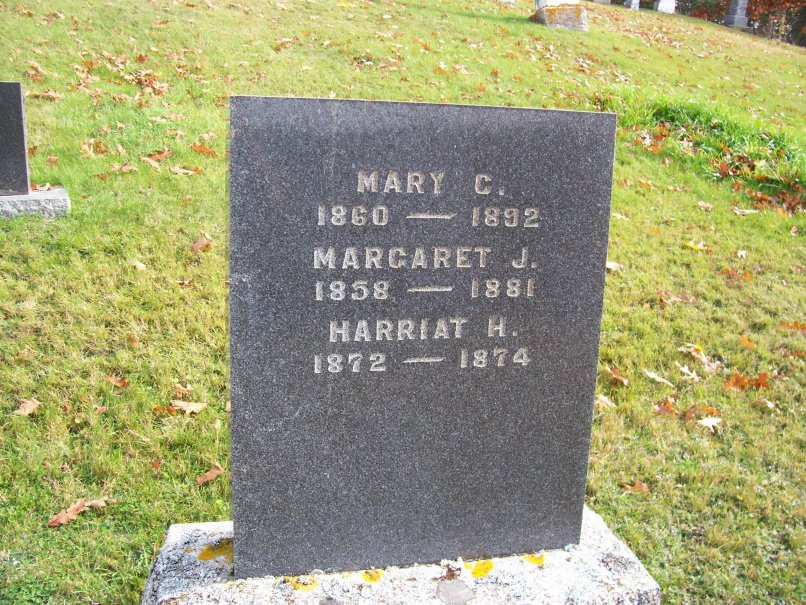 MARY C.
1860 — 1892
MARGARET J.
1858 — 1881
HARRIAT H.
1872 — 1874